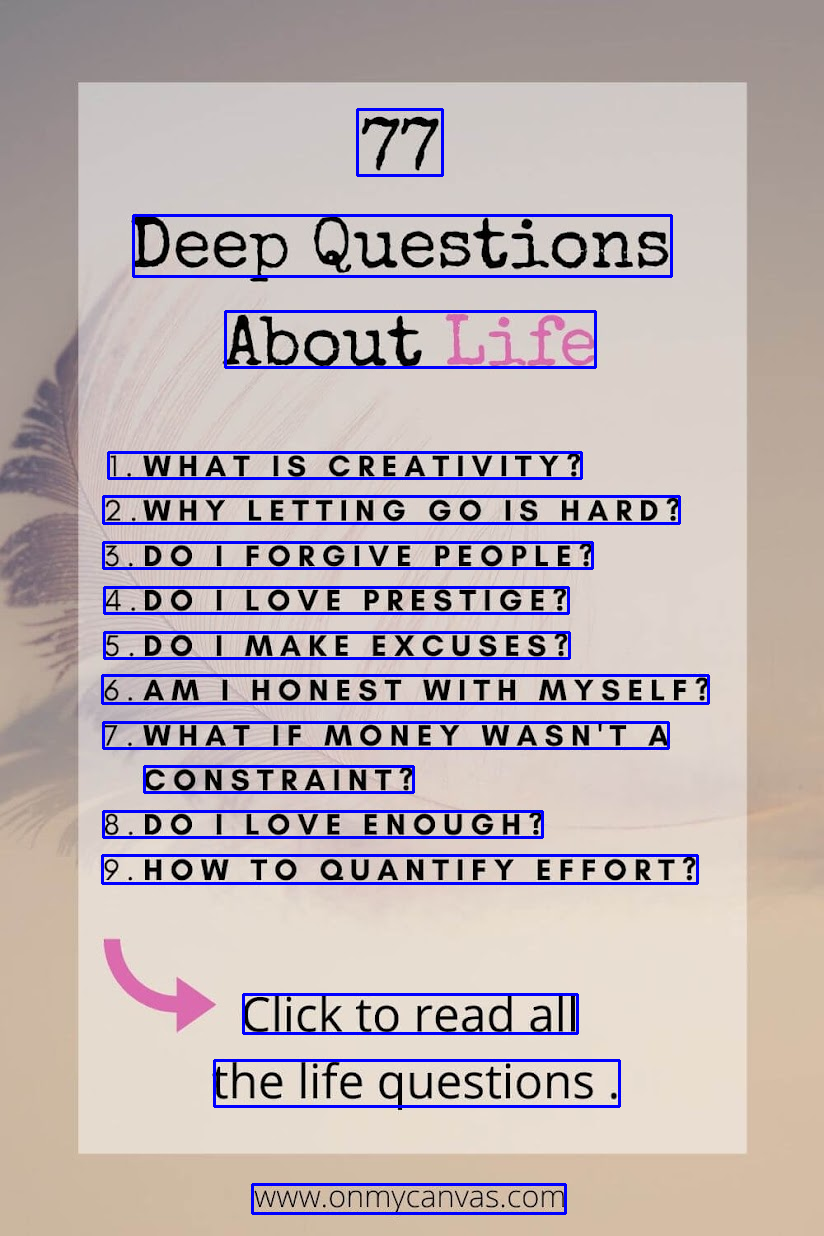 77
Deep Questions
About Life
1. WHAT IS CREATIVITY?
2. WHY LETTING GO IS HARD?
3. DO I FORGIVE PEOPLE?
4. DO I LOVE PRESTIGE?
5. DO I MAKE EXCUSES?
6. AM I HONEST WITH MYSELF?
7. WHAT IF MONEY WASN'T A
CONSTRAINT?
8. DO I LOVE ENOUGH?
9. HOW TO QUANTIFY EFFORT?
Click to read all
the life questions .
www.onmycanvas.com